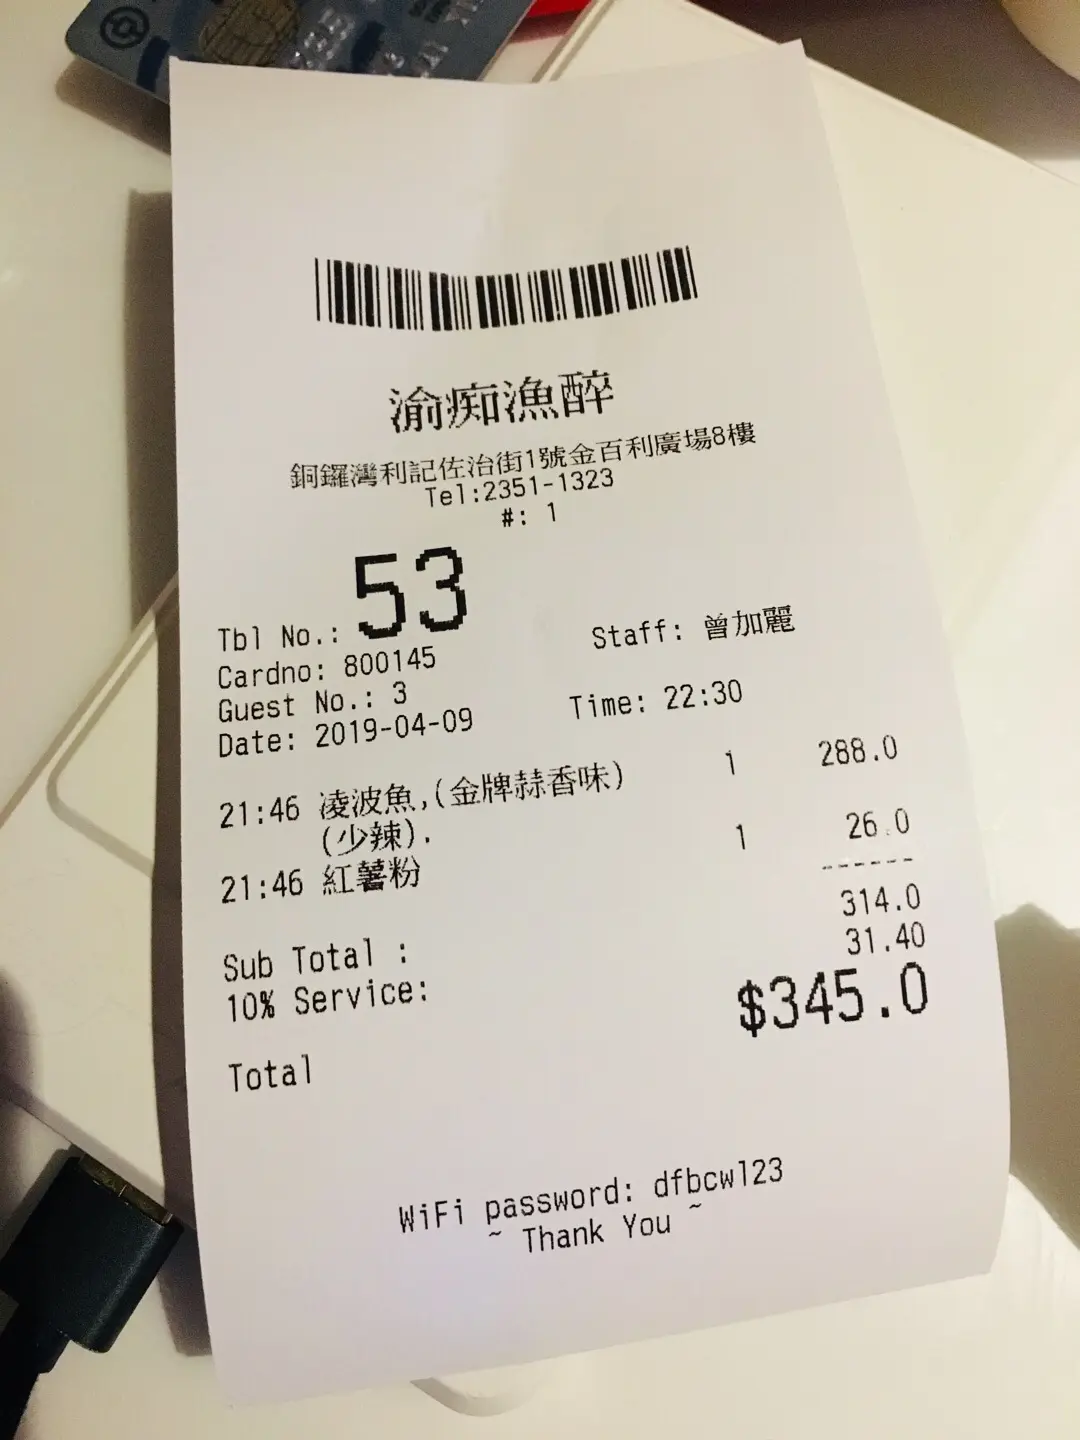 渝痴漁醉
銅鑼灣利記佐治街1號金百利廣場8樓
Tel:2351-1323
#: 1
Tbl No.: 53
Cardno: 800145 Staff: 曾加麗
Guest No.: 3
Date: 2019-04-09 Time: 22:30
21:46 凌波魚,(金牌蒜香味) 1 288.0
(少辣).
21:46 紅薯粉 1 26.0
------
Sub Total : 314.0
10% Service: 31.40
Total $345.0
WiFi password: dfbcw123
~ Thank You ~